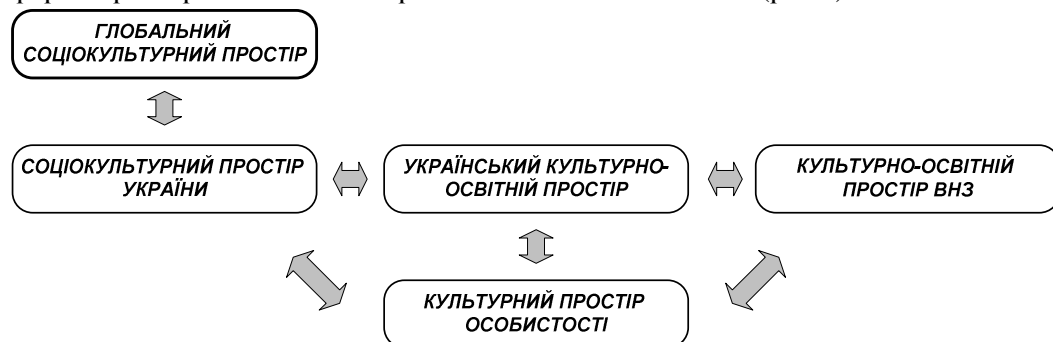 ГЛОБАЛЬНИЙ
СОЦІОКУЛЬТУРНИЙ ПРОСТІР
СОЦІОКУЛЬТУРНИЙ ПРОСТІР
УКРАЇНИ
УКРАЇНСЬКИЙ КУЛЬТУРНО-
ОСВІТНІЙ ПРОСТІР
КУЛЬТУРНО-ОСВІТНІЙ
ПРОСТІР ВНЗ
КУЛЬТУРНИЙ ПРОСТІР
ОСОБИСТОСТІ